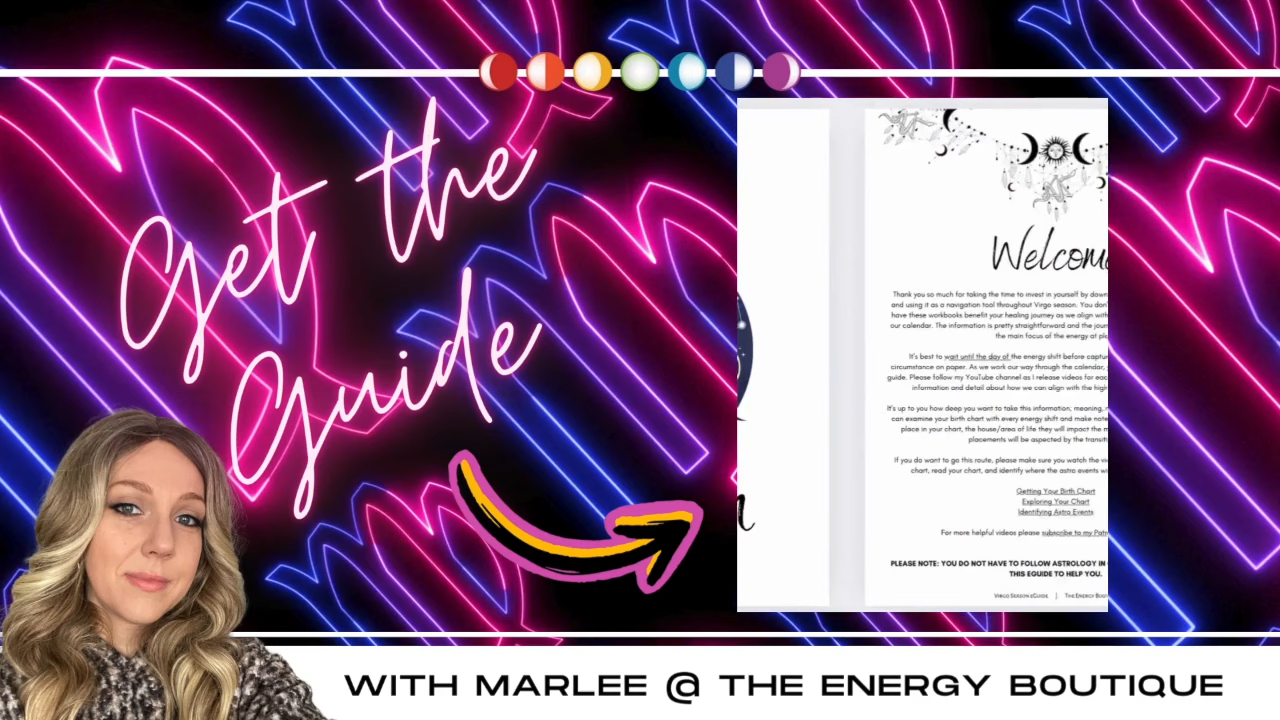 Get the
Guide
Welcome
Thank you so much for taking the time to invest in yourself by down
and using it as a navigation tool throughout Virgo season. You don'
have these workbooks benefit your healing journey as we align with
our calendar. The information is pretty straightforward and the jour
the main focus of the energy at pl
It's best to wait until the day of the energy shift before captur
circumstance on paper. As we work our way through the calendar,
guide. Please follow my YouTube channel as I release videos for eac
information and detail about how we can align with the high
It's up to you how deep you want to take this information; meaning,
can examine your birth chart with every energy shift and make note
place in your chart, the house/area of life they will impact the m
placements will be aspected by the transit
If you do want to go this route, please make sure you watch the vi
chart, read your chart, and identify where the astro events wi
Getting Your Birth Chart
Exploring Your Chart
Identifying Astro Events
For more helpful videos please subscribe to my Patr
PLEASE NOTE: YOU DO NOT HAVE TO FOLLOW ASTROLOGY IN
THIS EGUIDE TO HELP YOU.
Virgo Season eGuide | The Energy Bout
WITH MARLEE @ THE ENERGY BOUTIQUE